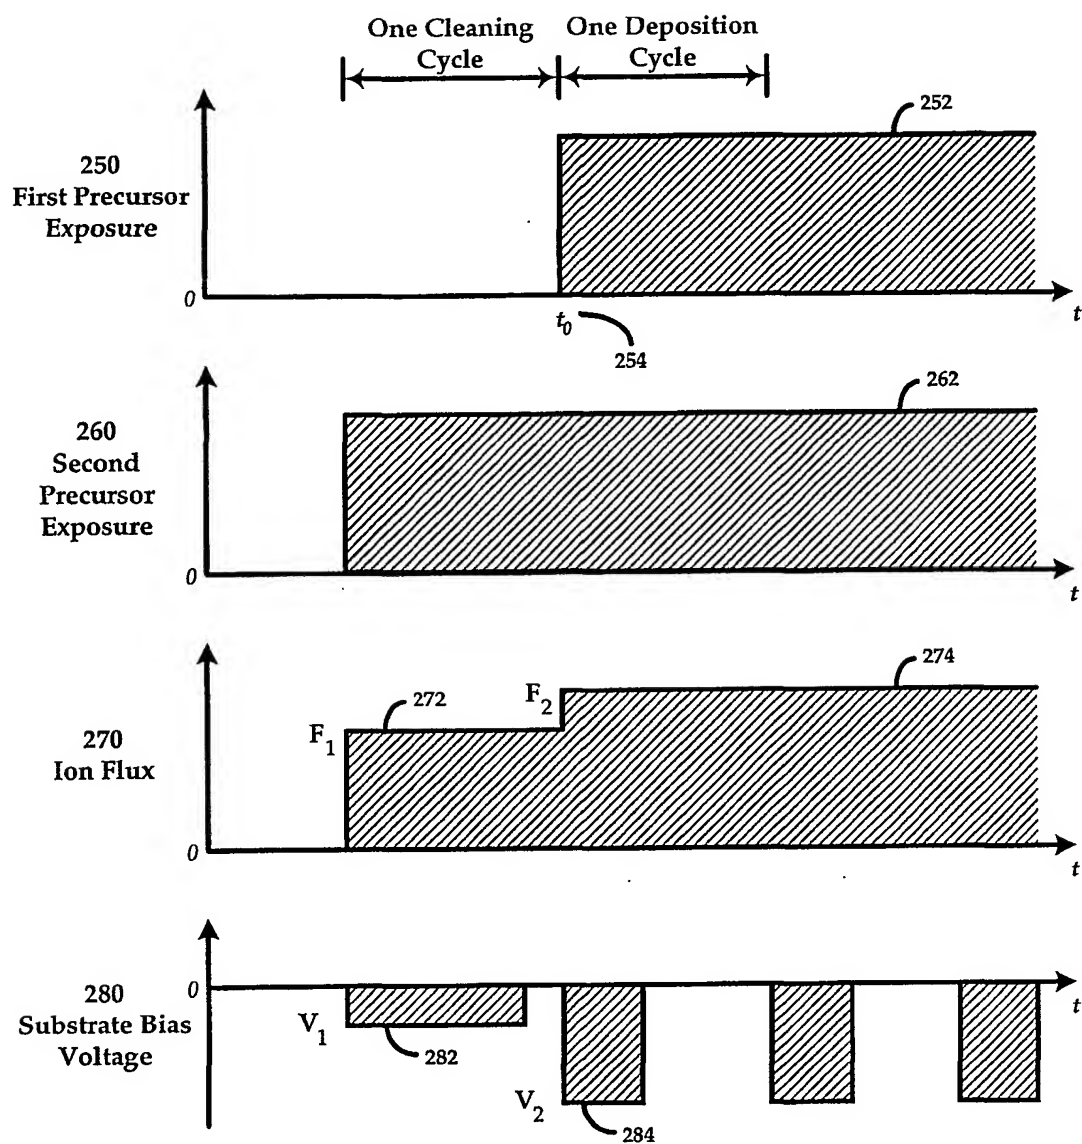 One Cleaning
Cycle
One Deposition
Cycle
252
250
First Precursor
Exposure
0
t
t0
254
262
260
Second
Precursor
Exposure
0
t
274
272
F2
F1
270
Ion Flux
0
t
280
Substrate Bias
Voltage
0
t
V1
282
V2
284